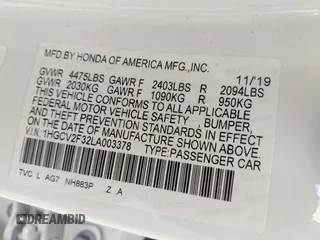 MFD BY HONDA OF AMERICA MFG.,INC. 11/'19
GVWR 4475LBS GAWR F 2403LBS R 2094LBS
GVWR 2030KG GAWR F 1090KG R 950KG
THIS VEHICLE CONFORMS TO ALL APPLICABLE
FEDERAL MOTOR VEHICLE SAFETY, BUMPER,
AND THEFT PREVENTION STANDARDS IN EFFECT
ON THE DATE OF MANUFACTURE SHOWN ABOVE.
V.I.N:1HGCV2F32LA003378 TYPE:PASSENGER CAR
TVC L AG7 NH883P Z .A
DREAMBID